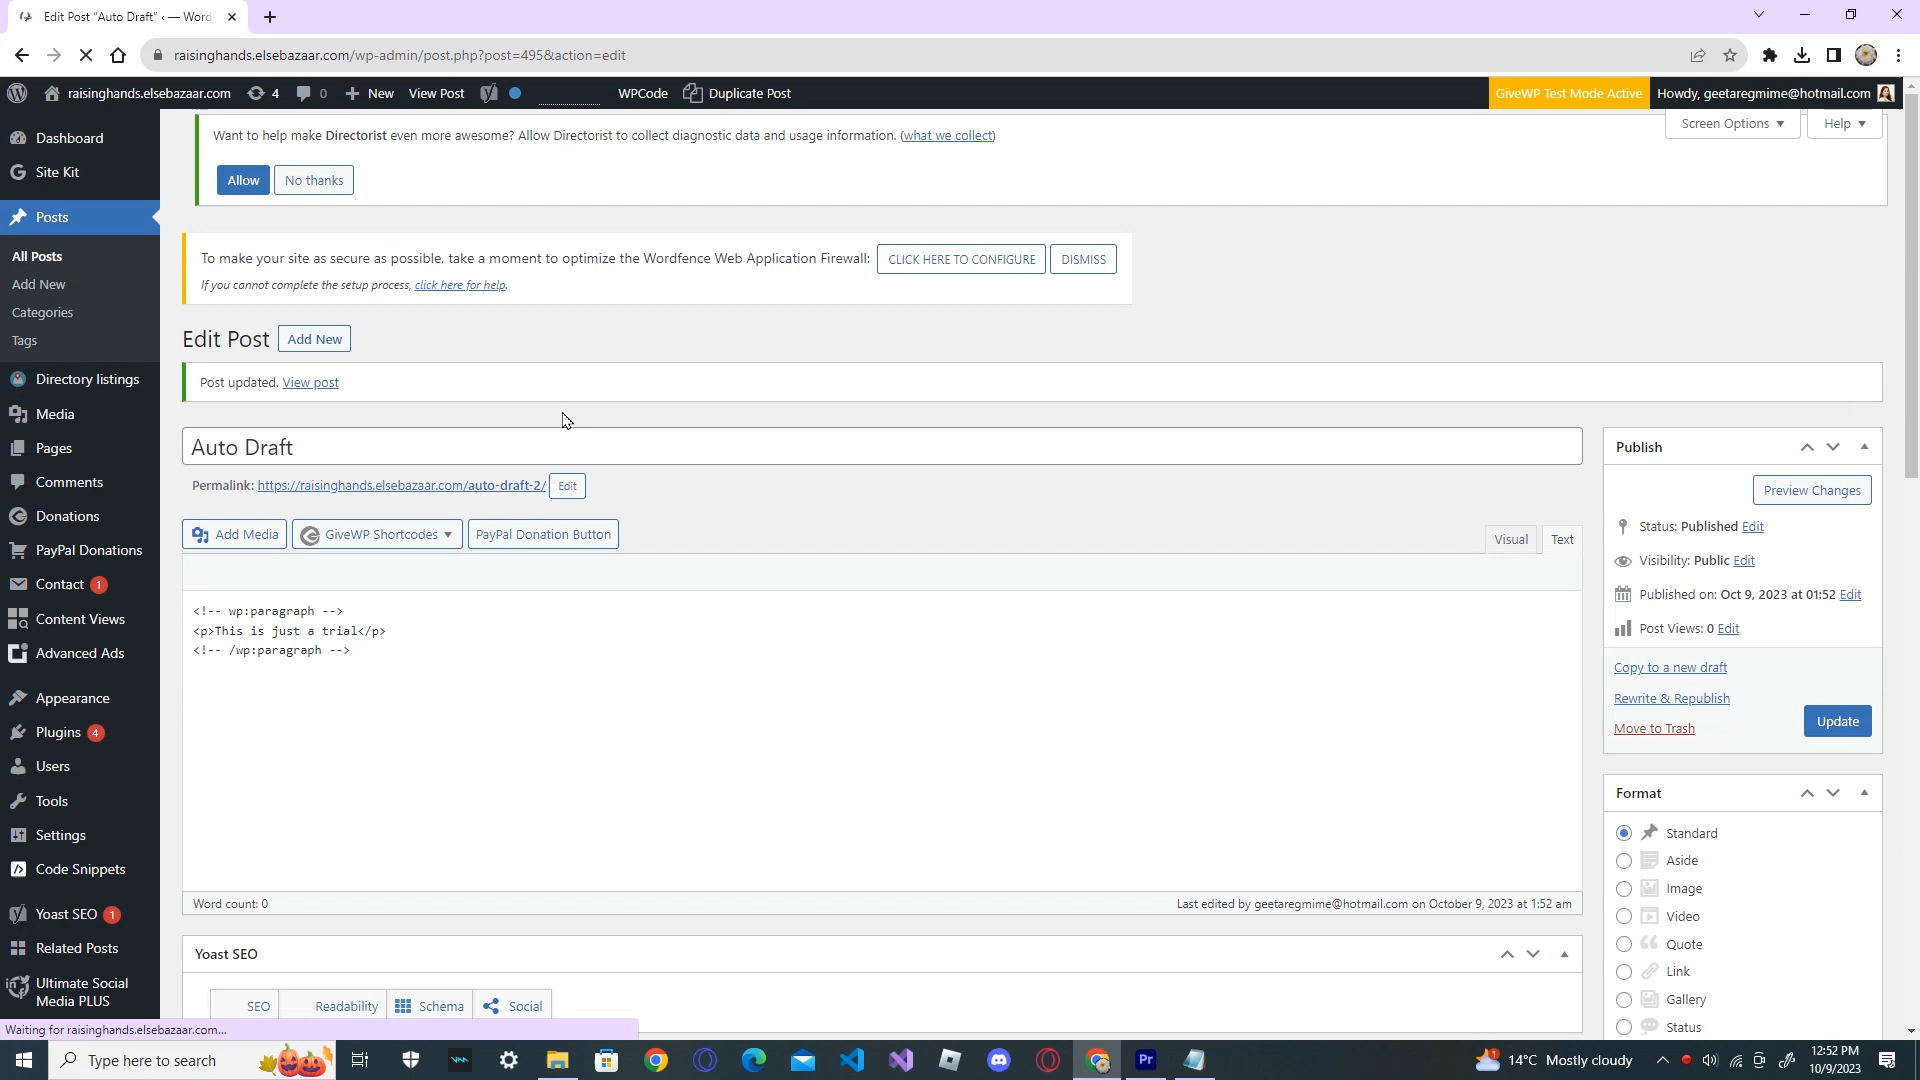 Edit Post “Auto Draft” ‹ — Word
raisinghands.elsebazaar.com/wp-admin/post.php?post=495&action=edit
raisinghands.elsebazaar.com 4 0 New View Post WPCode Duplicate Post GiveWP Test Mode Active Howdy, geetaregmime@hotmail.com
Screen Options Help
Want to help make Directorist even more awesome? Allow Directorist to collect diagnostic data and usage information. (what we collect)
Allow No thanks
To make your site as secure as possible, take a moment to optimize the Wordfence Web Application Firewall: CLICK HERE TO CONFIGURE DISMISS
If you cannot complete the setup process, click here for help.
Edit Post Add New
Post updated. View post
Auto Draft
Permalink: https://raisinghands.elsebazaar.com/auto-draft-2/ Edit
Add Media GiveWP Shortcodes PayPal Donation Button Visual Text
<!-- wp:paragraph -->
<p>This is just a trial</p>
<!-- /wp:paragraph -->
Word count: 0 Last edited by geetaregmime@hotmail.com on October 9, 2023 at 1:52 am
Yoast SEO
SEO Readability Schema Social
Dashboard
Site Kit
Posts
All Posts
Add New
Categories
Tags
Directory listings
Media
Pages
Comments
Donations
PayPal Donations
Contact 1
Content Views
Advanced Ads
Appearance
Plugins 4
Users
Tools
Settings
Code Snippets
Yoast SEO 1
Related Posts
Ultimate Social
Media PLUS
Publish
Preview Changes
Status: Published Edit
Visibility: Public Edit
Published on: Oct 9, 2023 at 01:52 Edit
Post Views: 0 Edit
Copy to a new draft
Rewrite & Republish
Move to Trash
Update
Format
Standard
Aside
Image
Video
Quote
Link
Gallery
Status
Waiting for raisinghands.elsebazaar.com...
Type here to search
Pr
1
14°C Mostly cloudy
12:52 PM
10/9/2023